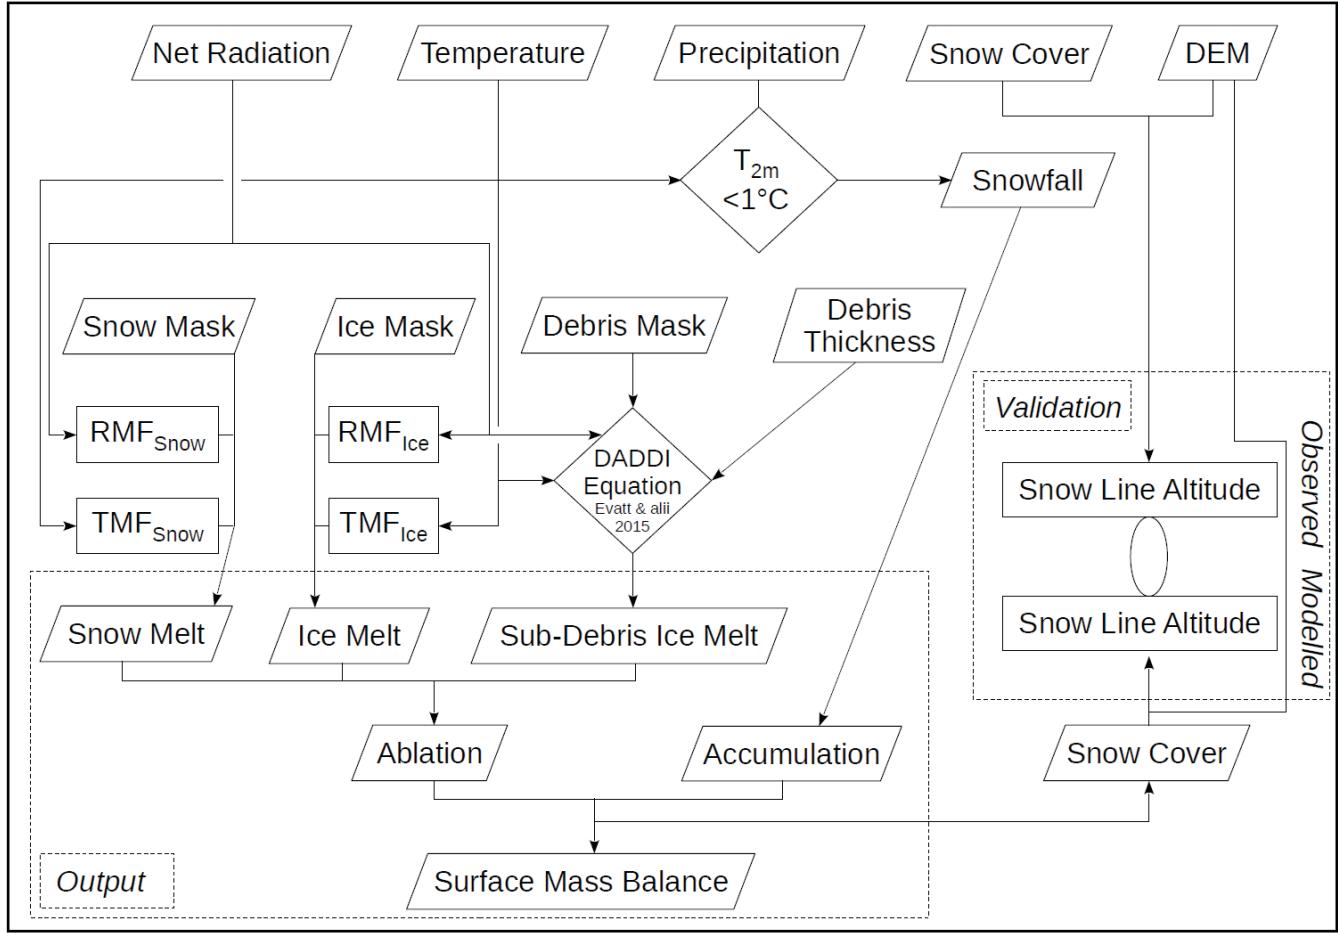 Net Radiation
Temperature
Precipitation
Snow Cover
DEM
T2m
<1°C
Snowfall
Snow Mask
Ice Mask
Debris Mask
Debris
Thickness
Validation
RMFSnow
RMFIce
DADDI
Equation
Evatt & alii
2015
TMFSnow
TMFIce
Snow Line Altitude
Observed
Modelled
Snow Line Altitude
Snow Melt
Ice Melt
Sub-Debris Ice Melt
Ablation
Accumulation
Snow Cover
Output
Surface Mass Balance